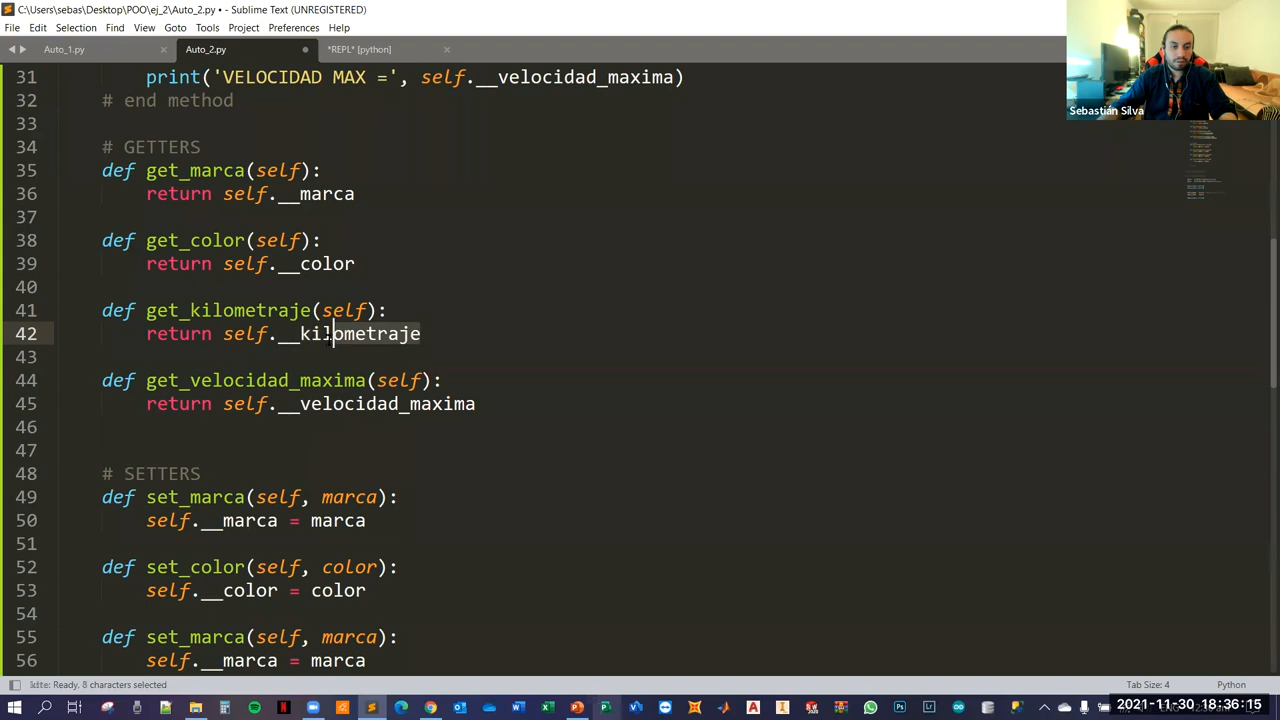 C:\Users\sebas\Desktop\POO\ej_2\Auto_2.py • - Sublime Text (UNREGISTERED)
File Edit Selection Find View Goto Tools Project Preferences Help
Auto_1.py Auto_2.py *REPL* [python]
31 print('VELOCIDAD MAX =', self.__velocidad_maxima)
32 # end method
33
34 # GETTERS
35 def get_marca(self):
36 return self.__marca
37
38 def get_color(self):
39 return self.__color
40
41 def get_kilometraje(self):
42 return self.__kilometraje
43
44 def get_velocidad_maxima(self):
45 return self.__velocidad_maxima
46
47
48 # SETTERS
49 def set_marca(self, marca):
50 self.__marca = marca
51
52 def set_color(self, color):
53 self.__color = color
54
55 def set_marca(self, marca):
56 self.__marca = marca
Sebastián Silva
kite: Ready, 8 characters selected
Tab Size: 4 Python
2021-11-30 18:36:15